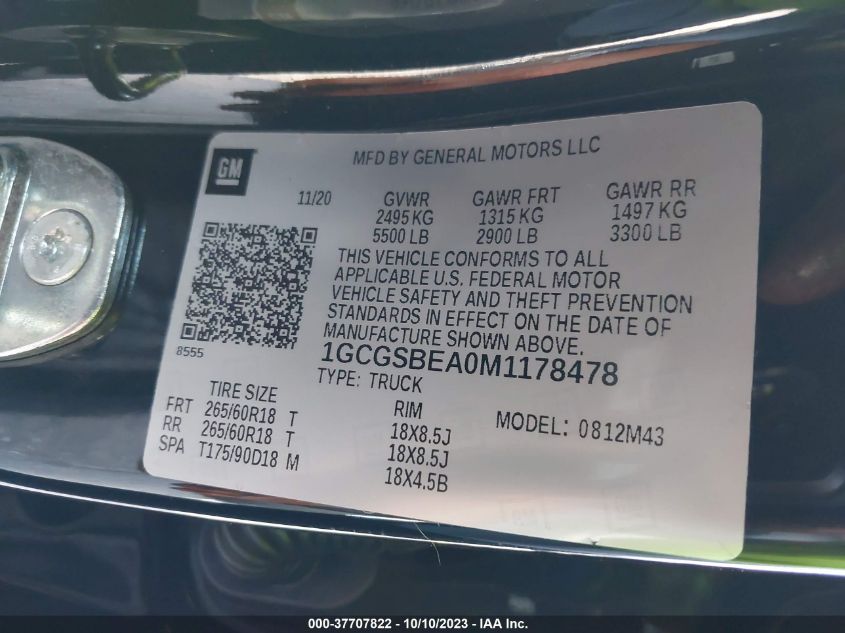 GM
MFD BY GENERAL MOTORS LLC
11/20 GVWR GAWR FRT GAWR RR
2495 KG 1315 KG 1497 KG
5500 LB 2900 LB 3300 LB
THIS VEHICLE CONFORMS TO ALL
APPLICABLE U.S. FEDERAL MOTOR
VEHICLE SAFETY AND THEFT PREVENTION
STANDARDS IN EFFECT ON THE DATE OF
MANUFACTURE SHOWN ABOVE.
8555
1GCGSBEA0M1178478
TYPE: TRUCK
TIRE SIZE RIM MODEL: 0812M43
FRT 265/60R18 T 18X8.5J
RR 265/60R18 T 18X8.5J
SPA T175/90D18 M 18X4.5B
000-37707822 - 10/10/2023 - IAA Inc.